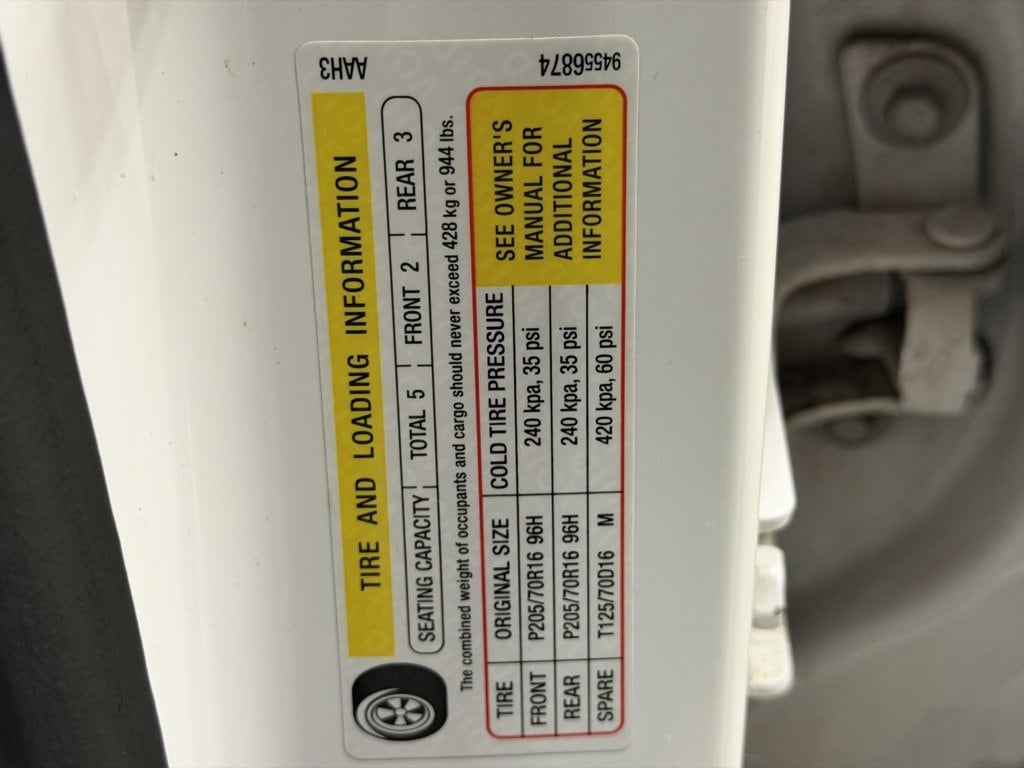 AAH3
94556874
TIRE AND LOADING INFORMATION
SEATING CAPACITY TOTAL 5 FRONT 2 REAR 3
The combined weight of occupants and cargo should never exceed 428 kg or 944 lbs.
TIRE ORIGINAL SIZE COLD TIRE PRESSURE
FRONT P205/70R16 96H 240 kpa, 35 psi
REAR P205/70R16 96H 240 kpa, 35 psi
SPARE T125/70D16 M 420 kpa, 60 psi
SEE OWNER'S
MANUAL FOR
ADDITIONAL
INFORMATION